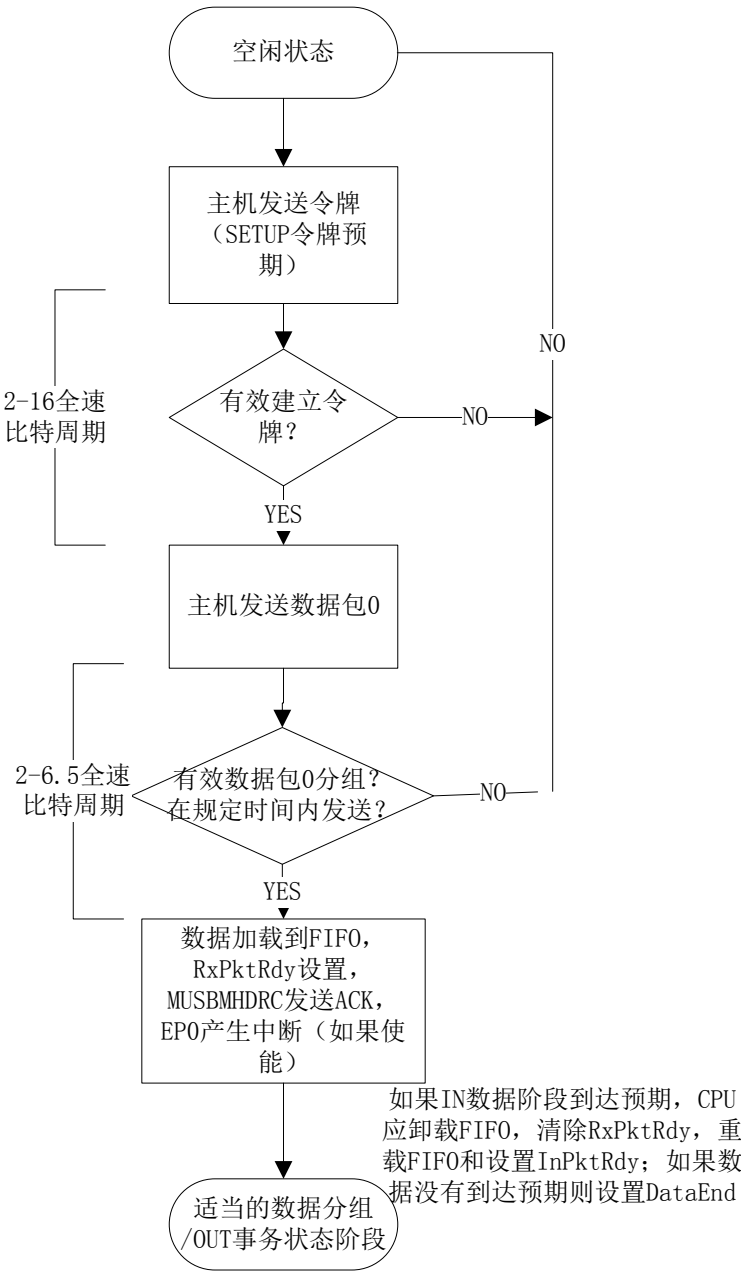 空闲状态
主机发送令牌
（SETUP令牌预
期）
NO
2-16全速
比特周期
有效建立令
牌？
NO
YES
主机发送数据包0
2-6.5全速
比特周期
有效数据包0分组？
在规定时间内发送？
NO
YES
数据加载到FIFO，
RxPktRdy设置，
MUSBMHDRC发送ACK，
EP0产生中断（如果使
能）
如果IN数据阶段到达预期，CPU
应卸载FIFO，清除RxPktRdy，重
载FIFO和设置InPktRdy；如果数
据没有到达预期则设置DataEnd
适当的数据分组
/OUT事务状态阶段